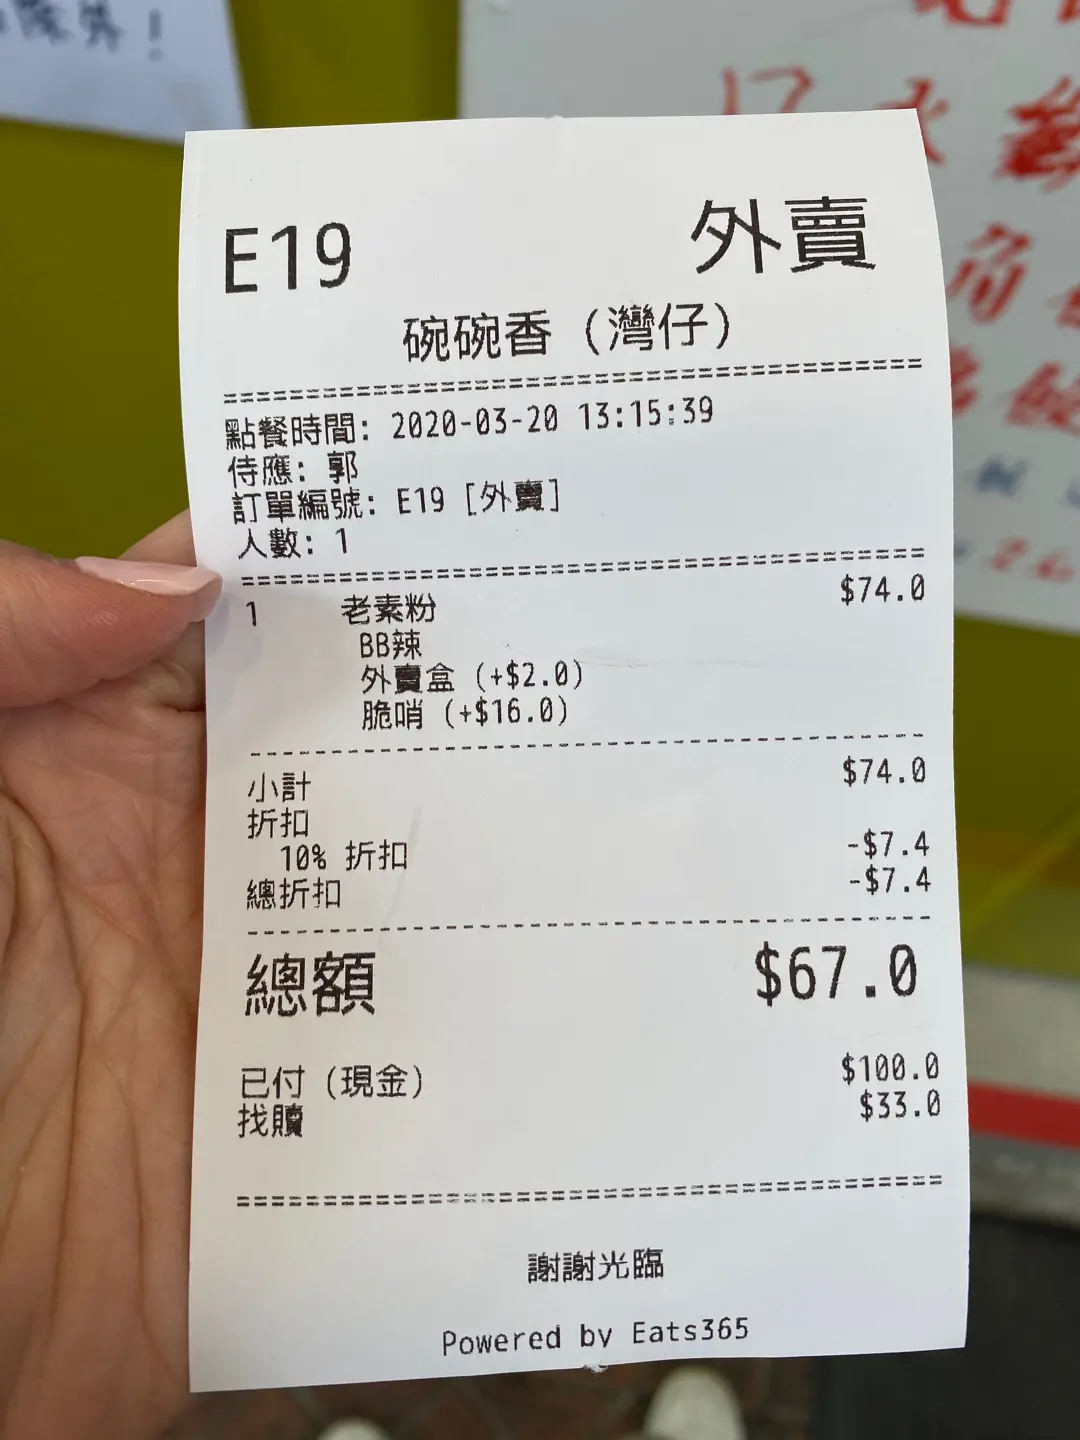 E19 外賣
碗碗香 (灣仔)
點餐時間: 2020-03-20 13:15:39
侍應: 郭
訂單編號: E19 [外賣]
人數: 1
1 老素粉 $74.0
BB辣
外賣盒 (+$2.0)
脆哨 (+$16.0)
小計 $74.0
折扣
10% 折扣 -$7.4
總折扣 -$7.4
總額 $67.0
已付 (現金) $100.0
找贖 $33.0
謝謝光臨
Powered by Eats365